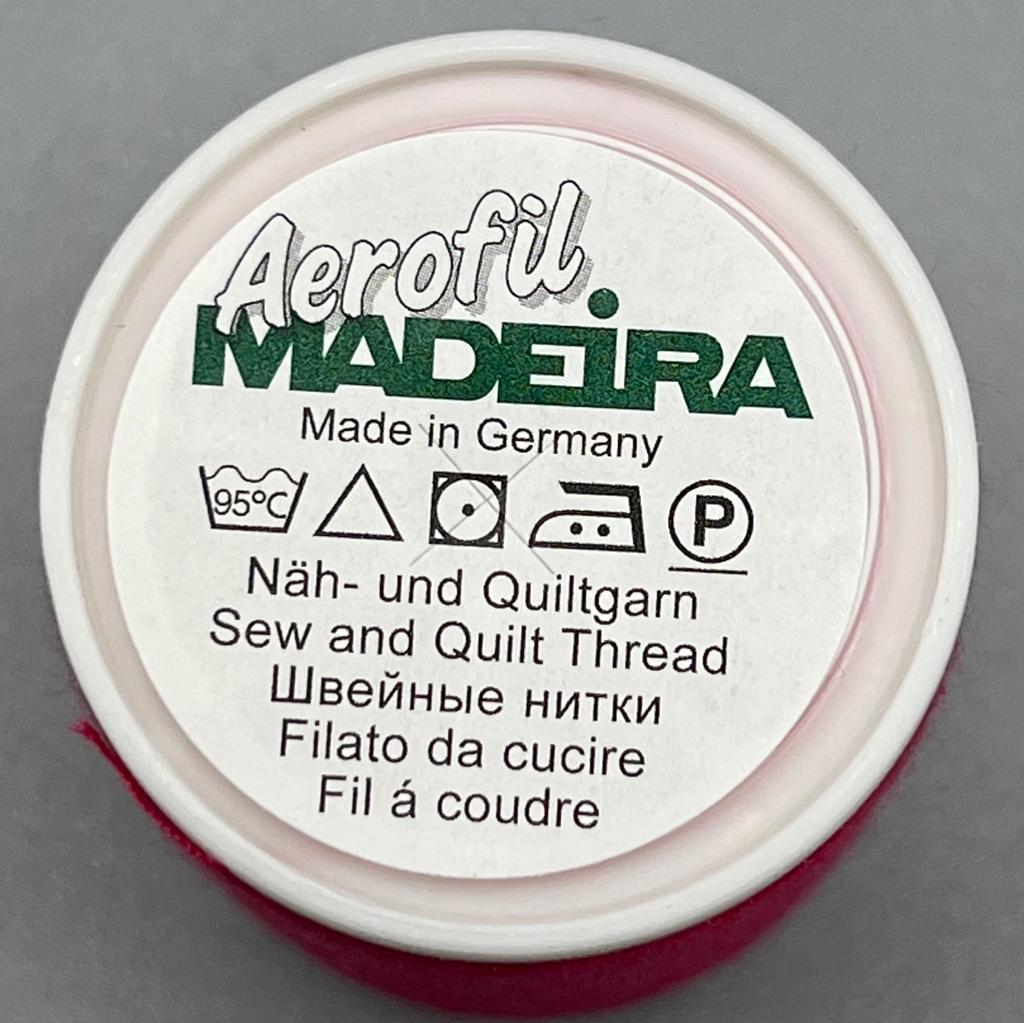 Aerofil
MADEiRA
Made in Germany
95°C P
Näh- und Quiltgarn
Sew and Quilt Thread
Швейные нитки
Filato da cucire
Fil á coudre